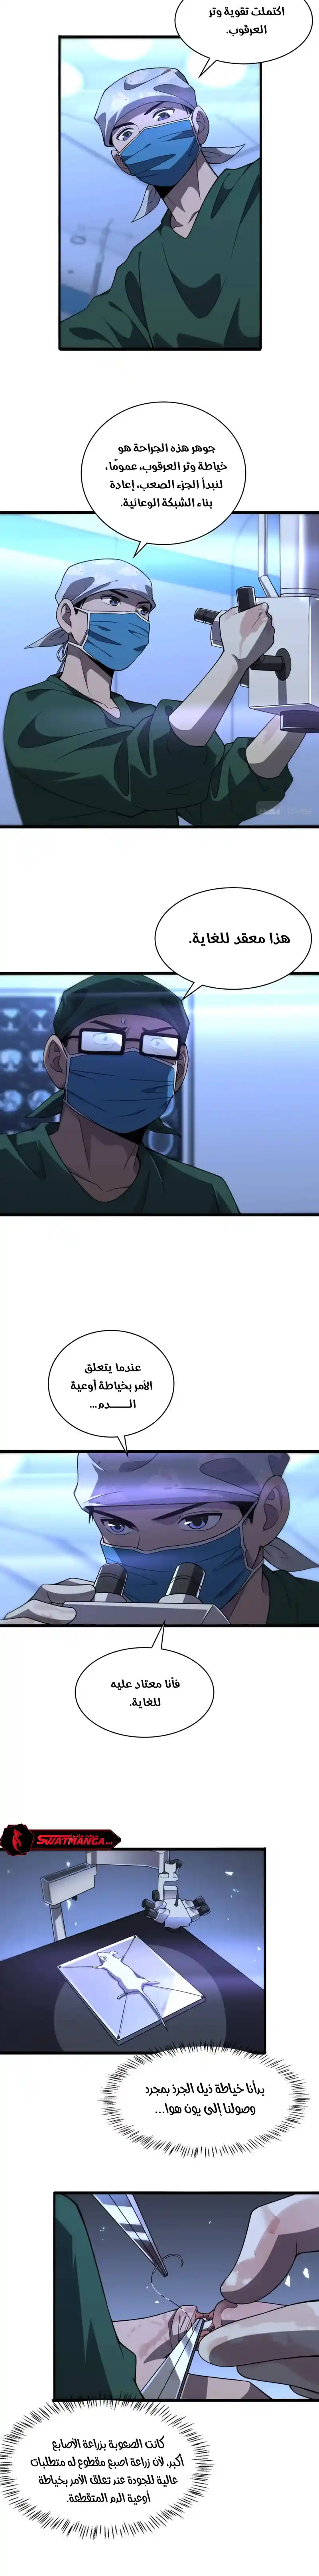 اكتملت تقوية وتر
العرقوب.
جوهر هذه الجراحة هو
خياطة وتر العرقوب، عمومًا،
لنبدأ الجزء الصعب، إعادة
بناء الشبكة الوعائية.
هذا معقد للغاية.
عندما يتعلق
الأمر بخياطة أوعية
الـــــدم...
فأنا معتاد عليه
للغاية.
SWATMANGA
بدأنا خياطة ذيل الجرذ بمجرد
وصولنا إلى يون هوا...
كانت الصعوبة بزراعة الأصابع
أكبر، لأن زراعة اصبع مقطوع له متطلبات
عالية للجودة عند تعلق الأمر بخياطة
أوعية الدم المتقطعة.